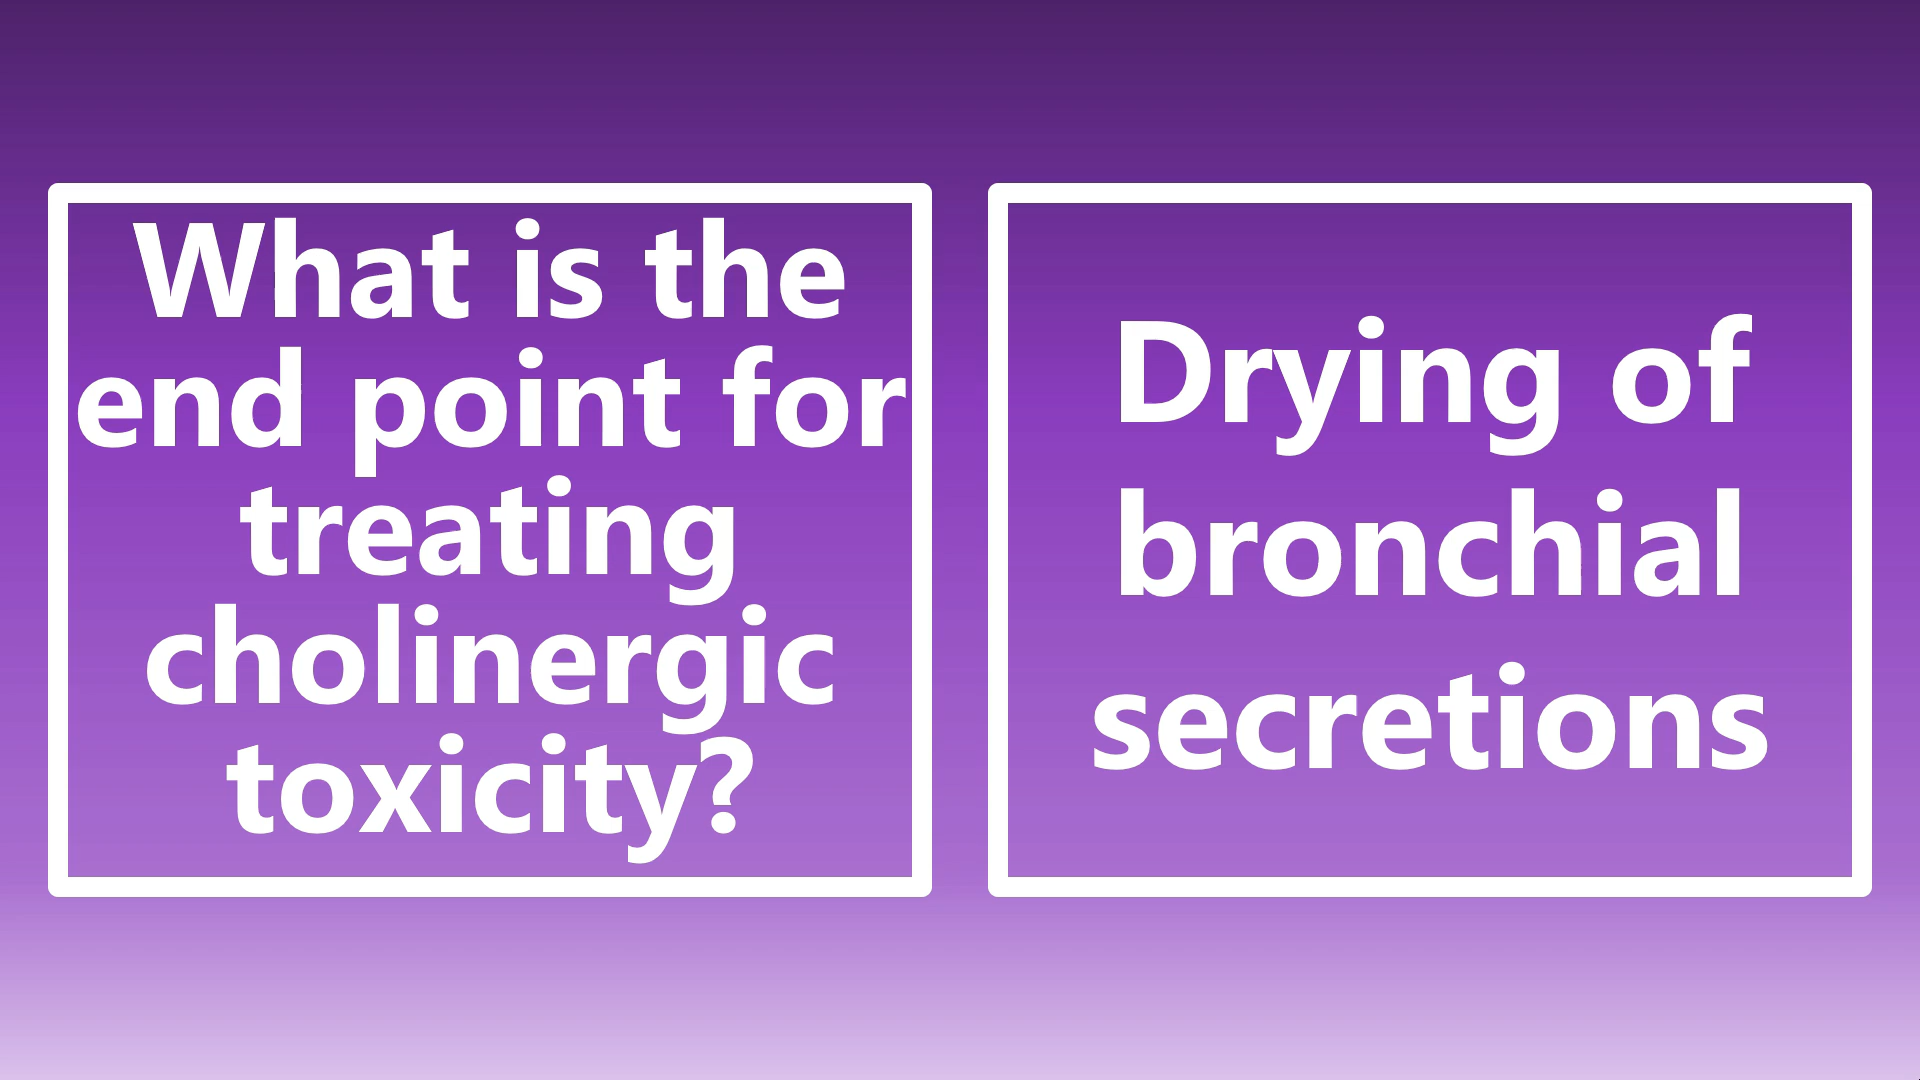 What is the
end point for
treating
cholinergic
toxicity?
Drying of
bronchial
secretions